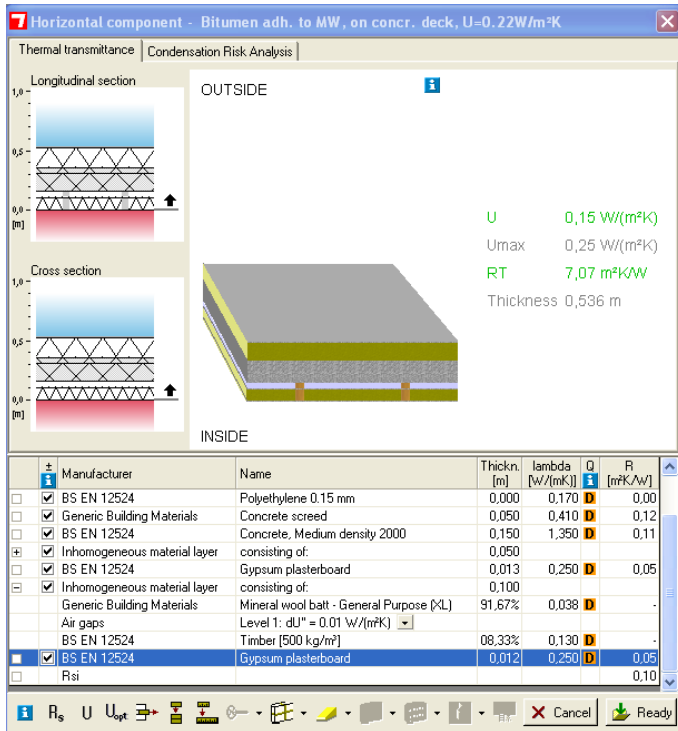 Horizontal component - Bitumen adh. to MW, on concr. deck, U=0.22W/m²K
Thermal transmittance Condensation Risk Analysis
Longitudinal section
1,0
0,5
0,0
[m]
Cross section
1,0
0,5
0,0
[m]
OUTSIDE
U 0,15 W/(m²K)
Umax 0,25 W/(m²K)
RT 7,07 m²K/W
Thickness 0,536 m
INSIDE
± Manufacturer Name Thickn. [m] lambda [W/(mK)] Q R [m²K/W]
BS EN 12524 Polyethylene 0.15 mm 0,000 0,170 D 0,00
Generic Building Materials Concrete screed 0,050 0,410 D 0,12
BS EN 12524 Concrete, Medium density 2000 0,150 1,350 D 0,11
Inhomogeneous material layer consisting of: 0,050
BS EN 12524 Gypsum plasterboard 0,013 0,250 D 0,05
Inhomogeneous material layer consisting of: 0,100
Generic Building Materials Mineral wool batt - General Purpose (XL) 91,67% 0,038 D -
Air gaps Level 1: dU" = 0.01 W/(m²K)
BS EN 12524 Timber [500 kg/m³] 08,33% 0,130 D -
BS EN 12524 Gypsum plasterboard 0,012 0,250 D 0,05
Rsi 0,10
Rs U Uopt Cancel Ready